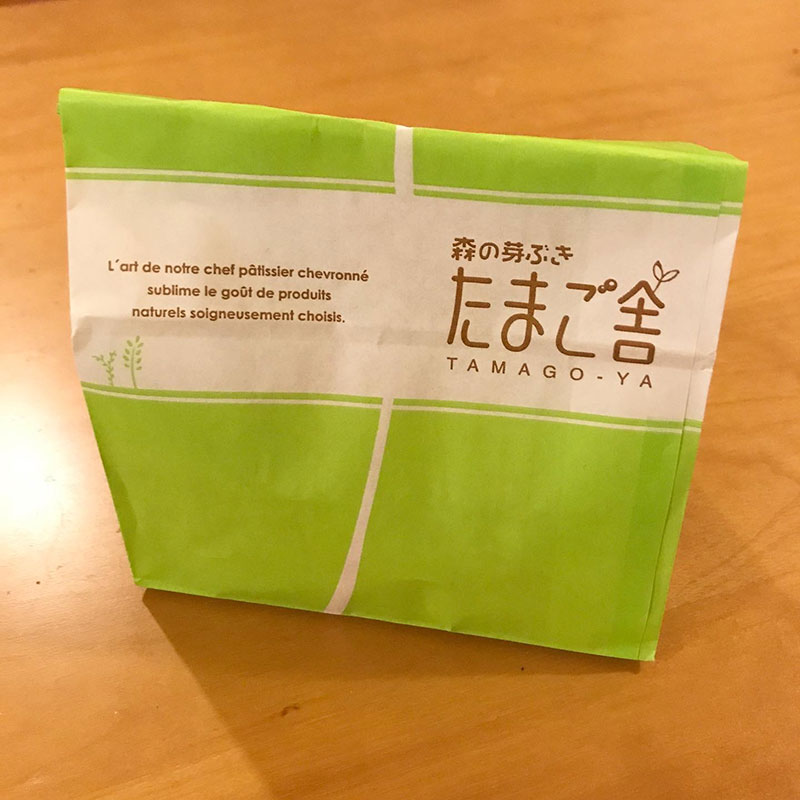 L´art de notre chef pâtissier chevronné
sublime le goût de produits
naturels soigneusement choisis.
森の芽ぶき
たまご舎
TAMAGO-YA